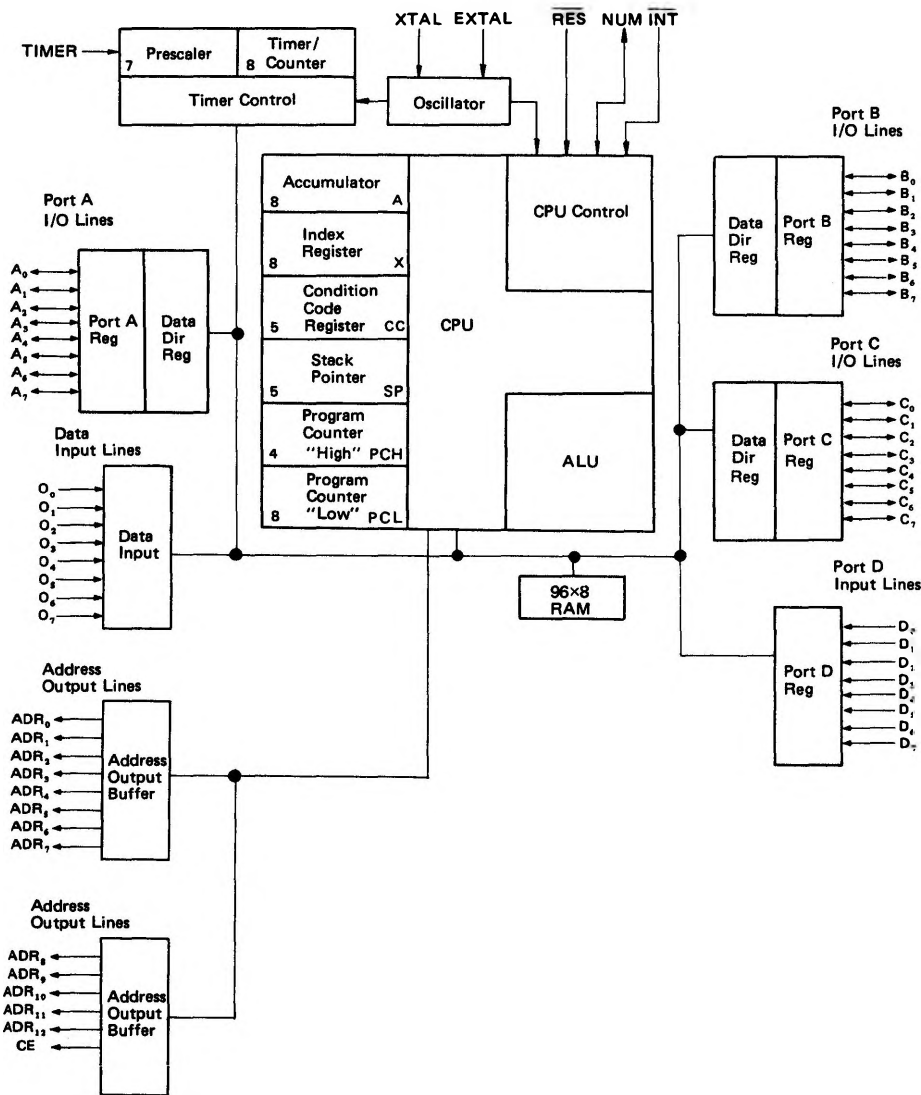 XTAL EXTAL
RES NUM INT
TIMER
7 Prescaler
8 Timer/
Counter
Timer Control
Oscillator
Port A
I/O Lines
A₀
A₁
A₂
A₃
A₄
A₅
A₆
A₇
Port A
Reg
Data
Dir
Reg
Accumulator
8 A
Index
Register
8 X
Condition
Code
Register
5 CC
Stack
Pointer
5 SP
Program
Counter
4 "High" PCH
Program
Counter
8 "Low" PCL
CPU
CPU Control
ALU
Port B
I/O Lines
Data
Dir
Reg
Port B
Reg
B₀
B₁
B₂
B₃
B₄
B₅
B₆
B₇
Port C
I/O Lines
Data
Dir
Reg
Port C
Reg
C₀
C₁
C₂
C₃
C₄
C₅
C₆
C₇
Data
Input Lines
O₀
O₁
O₂
O₃
O₄
O₅
O₆
O₇
Data
Input
96×8
RAM
Port D
Input Lines
Port D
Reg
D₁
Address
Output Lines
ADR₀
ADR₁
ADR₂
ADR₃
ADR₄
ADR₅
ADR₆
ADR₇
Address
Output
Buffer
Address
Output Lines
ADR₈
ADR₉
ADR₁₀
ADR₁₁
ADR₁₂
CE
Address
Output
Buffer